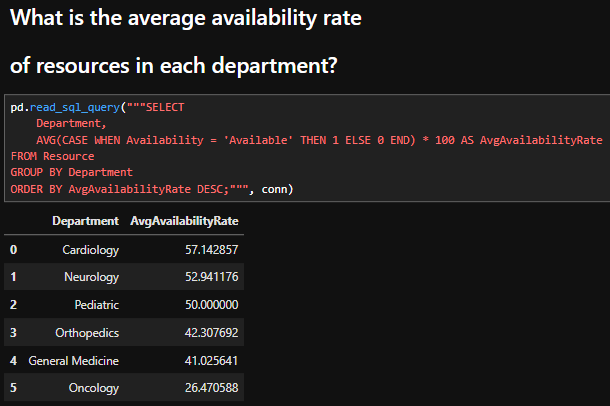 What is the average availability rate
of resources in each department?
pd.read_sql_query("""SELECT
    Department,
    AVG(CASE WHEN Availability = 'Available' THEN 1 ELSE 0 END) * 100 AS AvgAvailabilityRate
FROM Resource
GROUP BY Department
ORDER BY AvgAvailabilityRate DESC;""", conn)
Department AvgAvailabilityRate
0 Cardiology 57.142857
1 Neurology 52.941176
2 Pediatric 50.000000
3 Orthopedics 42.307692
4 General Medicine 41.025641
5 Oncology 26.470588